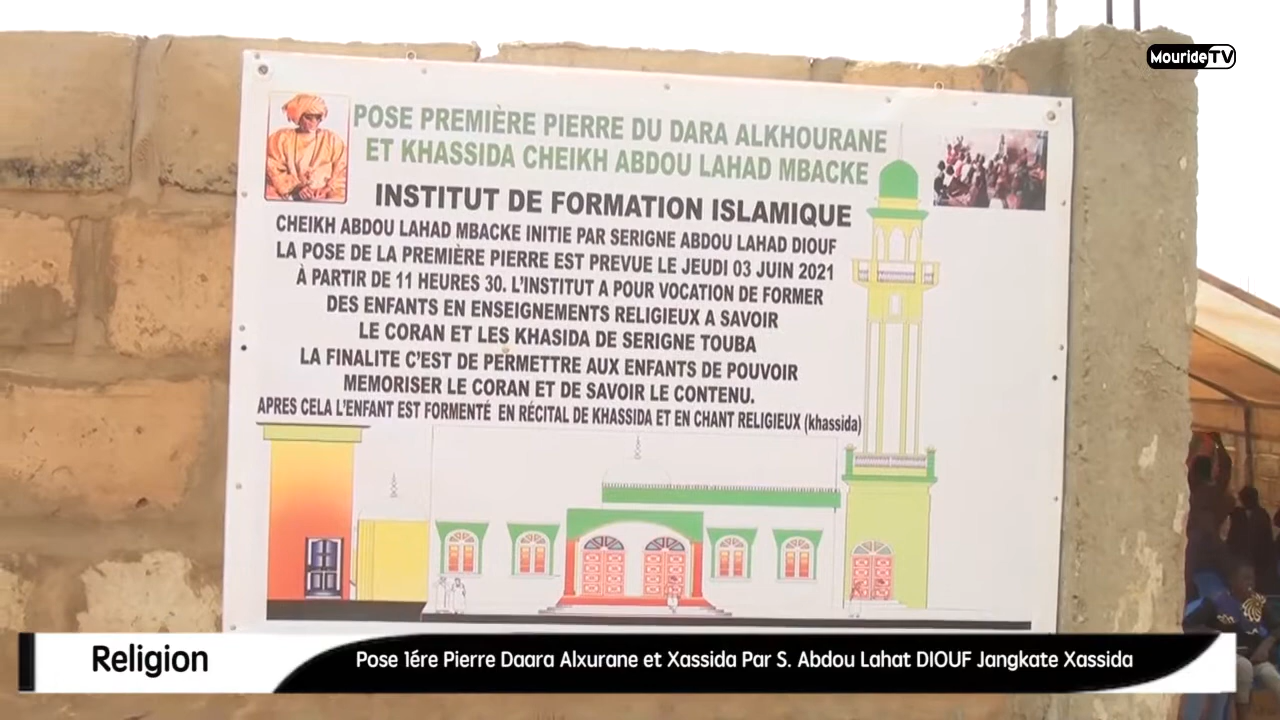 MourideTV
POSE PREMIÈRE PIERRE DU DARA ALKHOURANE
ET KHASSIDA CHEIKH ABDOU LAHAD MBACKE
INSTITUT DE FORMATION ISLAMIQUE
CHEIKH ABDOU LAHAD MBACKE INITIE PAR SERIGNE ABDOU LAHAD DIOUF
LA POSE DE LA PREMIÈRE PIERRE EST PREVUE LE JEUDI 03 JUIN 2021
À PARTIR DE 11 HEURES 30. L'INSTITUT A POUR VOCATION DE FORMER
DES ENFANTS EN ENSEIGNEMENTS RELIGIEUX A SAVOIR
LE CORAN ET LES KHASIDA DE SERIGNE TOUBA
LA FINALITE C'EST DE PERMETTRE AUX ENFANTS DE POUVOIR
MEMORISER LE CORAN ET DE SAVOIR LE CONTENU.
APRES CELA L'ENFANT EST FORMENTÉ EN RÉCITAL DE KHASSIDA ET EN CHANT RELIGIEUX (khassida)
Religion
Pose 1ére Pierre Daara Alxurane et Xassida Par S. Abdou Lahat DIOUF Jangkate Xassida